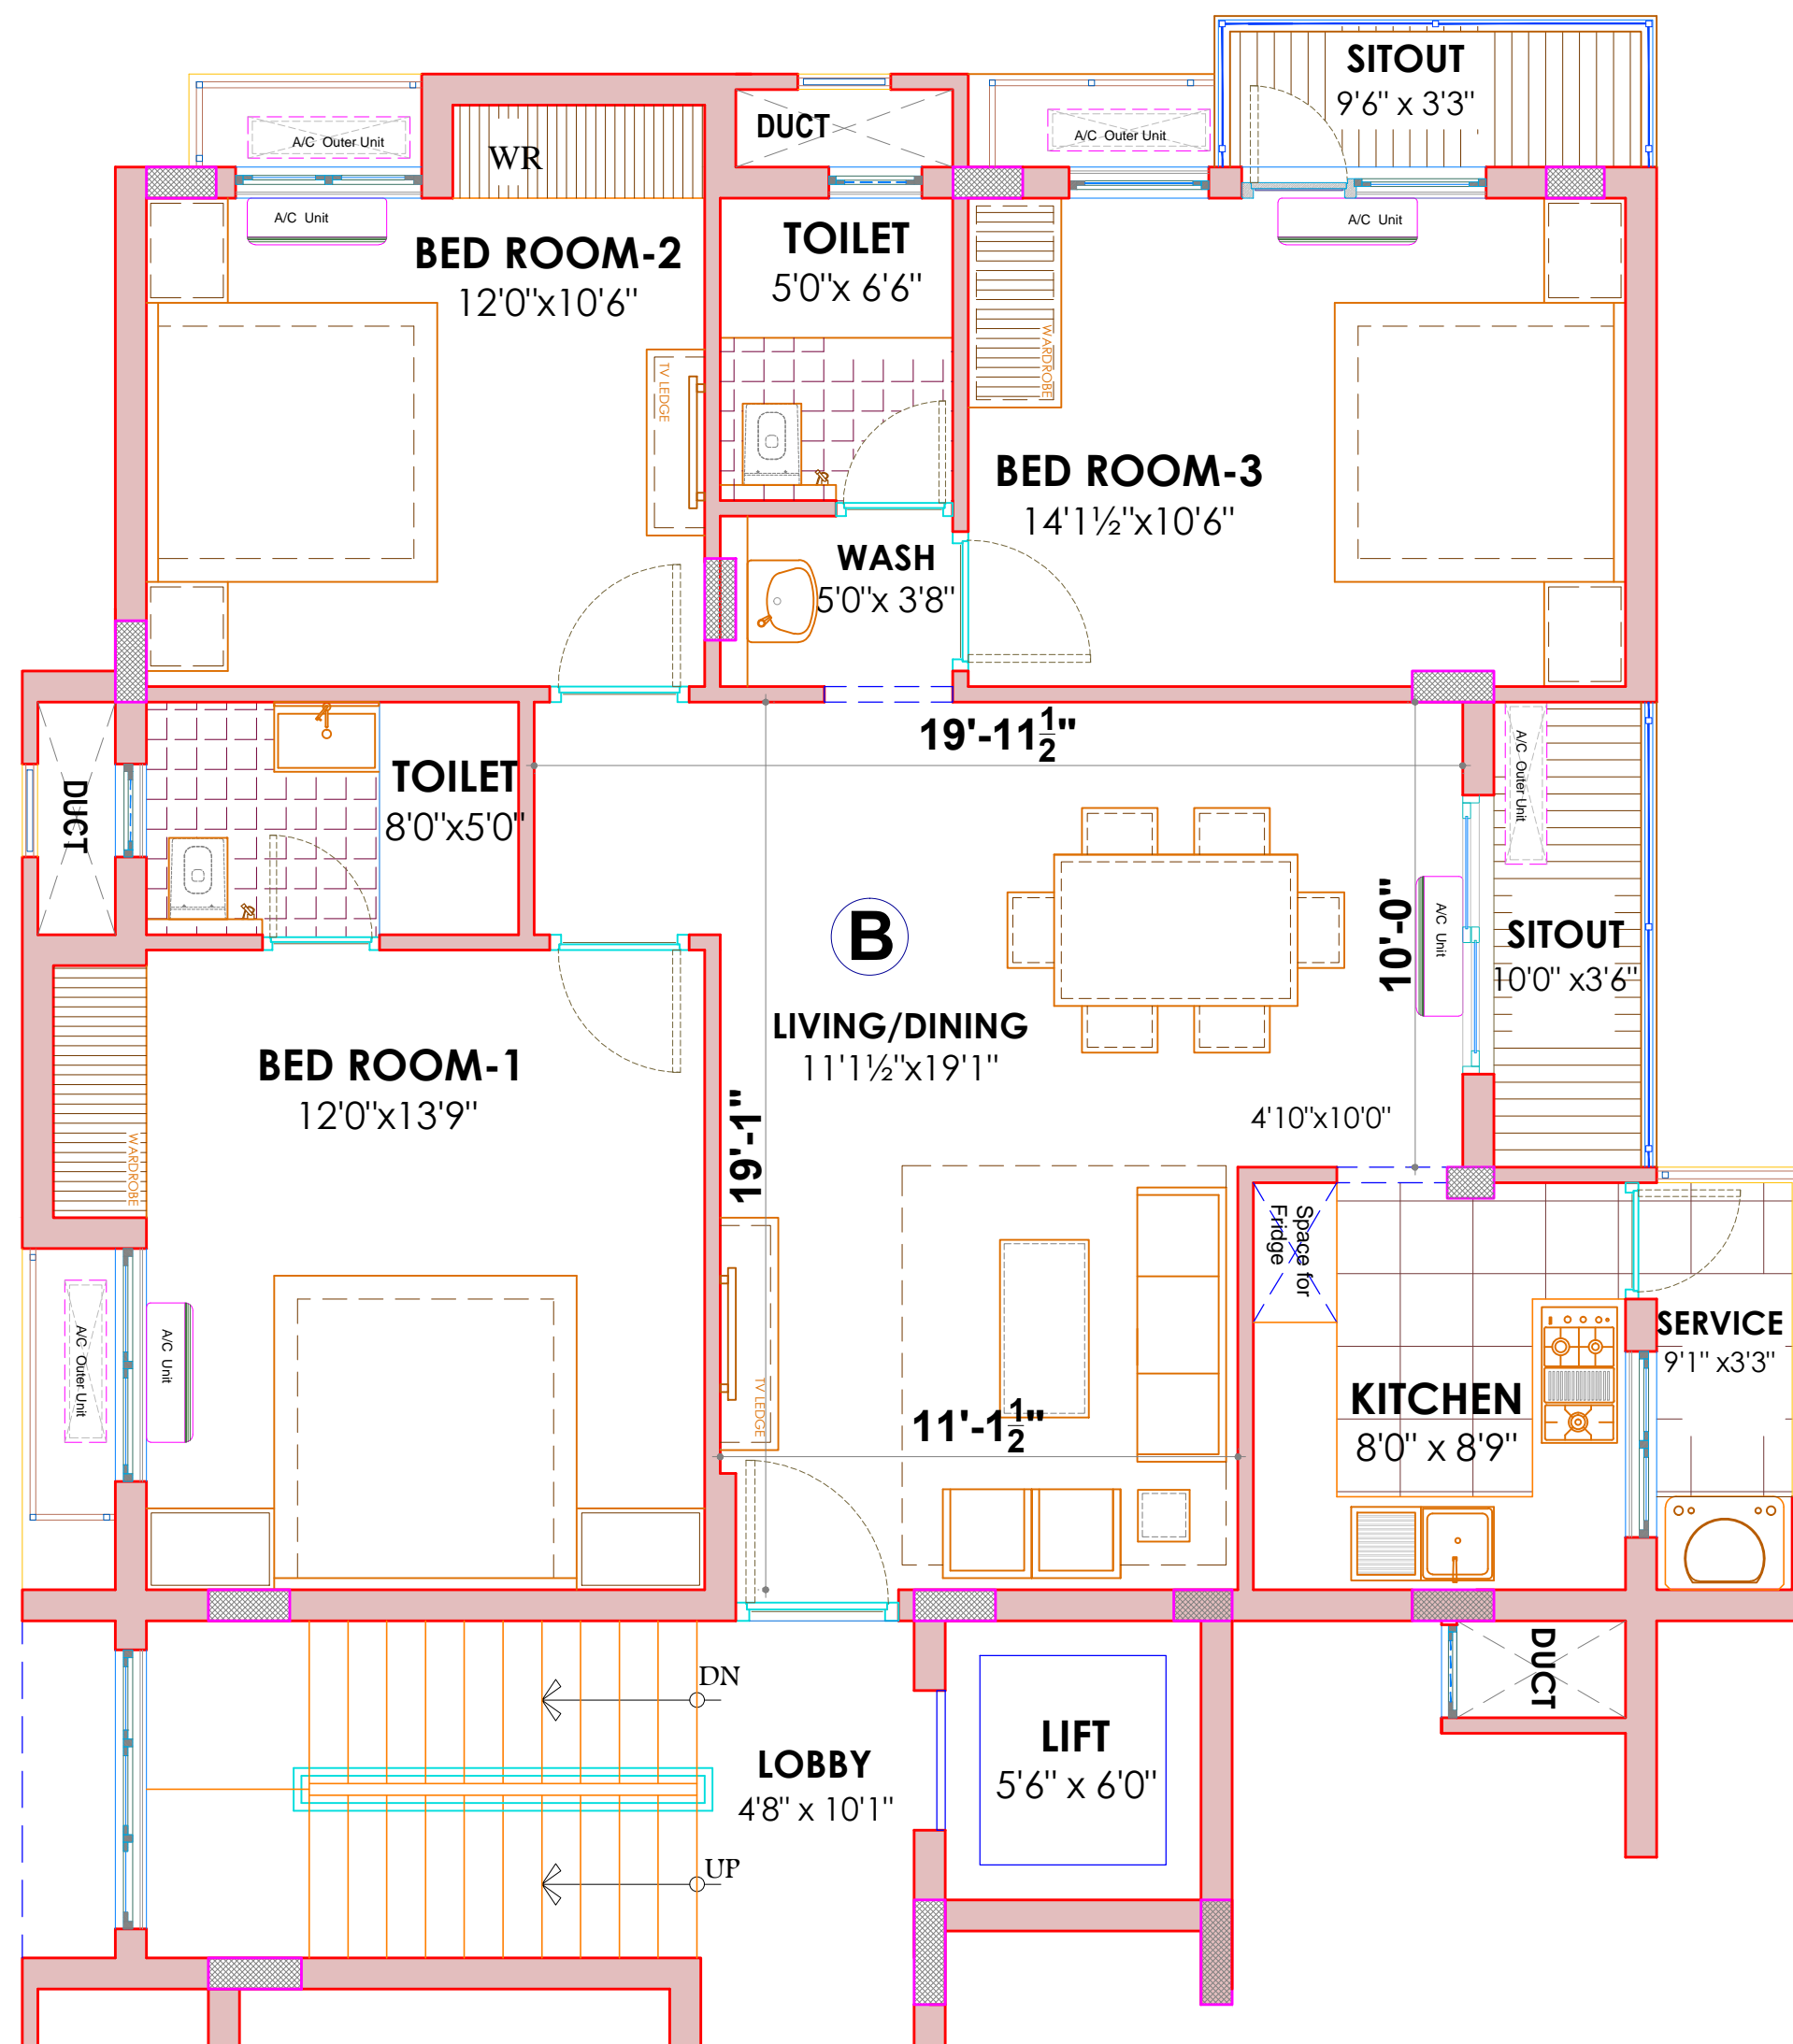 SITOUT
9'6" x 3'3"
DUCT
A/C Outer Unit
A/C Outer Unit
WR
A/C Unit
A/C Unit
BED ROOM-2
12'0"x10'6"
TOILET
5'0"x 6'6"
WARDROBE
TV LEDGE
BED ROOM-3
14'1½"x10'6"
WASH
5'0"x 3'8"
19'-11½"
A/C Outer Unit
TOILET
8'0"x5'0"
DUCT
10'-0"
A/C Unit
SITOUT
10'0" x3'6"
B
LIVING/DINING
11'1½"x19'1"
BED ROOM-1
12'0"x13'9"
WARDROBE
19'-1"
4'10"x10'0"
Space for
Fridge
SERVICE
9'1" x3'3"
A/C Outer Unit
A/C Unit
TV LEDGE
KITCHEN
8'0" x 8'9"
11'-1½"
DN
DUCT
LOBBY
4'8" x 10'1"
LIFT
5'6" x 6'0"
UP